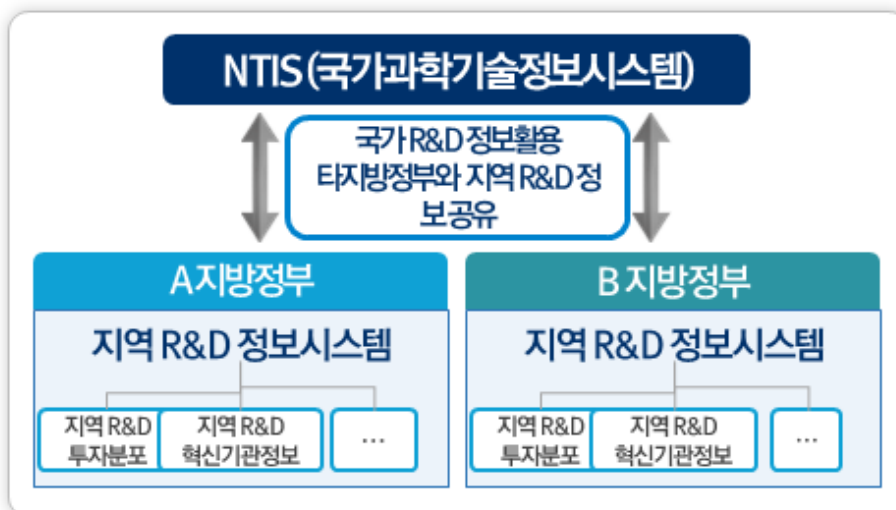 NTIS (국가과학기술정보시스템)
국가 R&D 정보활용
타지방정부와 지역 R&D 정
보 공유
A 지방정부
지역 R&D 정보시스템
지역 R&D
투자분포
지역 R&D
혁신기관정보
...
B 지방정부
지역 R&D 정보시스템
지역 R&D
투자분포
지역 R&D
혁신기관정보
...